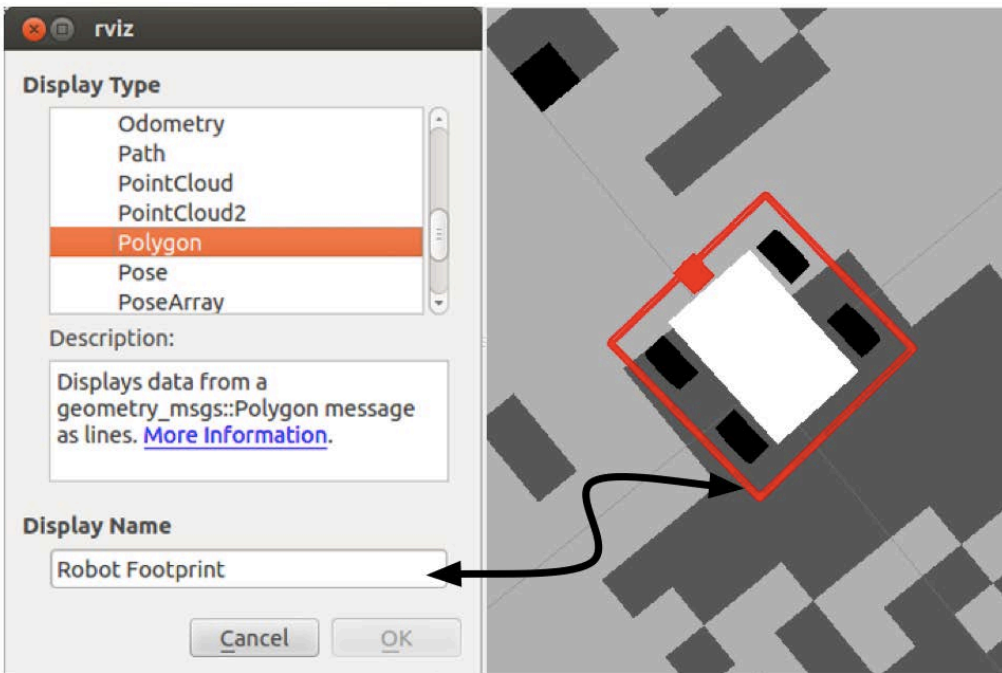 rviz
Display Type
Odometry
Path
PointCloud
PointCloud2
Polygon
Pose
PoseArray
Description:
Displays data from a
geometry_msgs::Polygon message
as lines. More Information.
Display Name
Robot Footprint
Cancel
OK